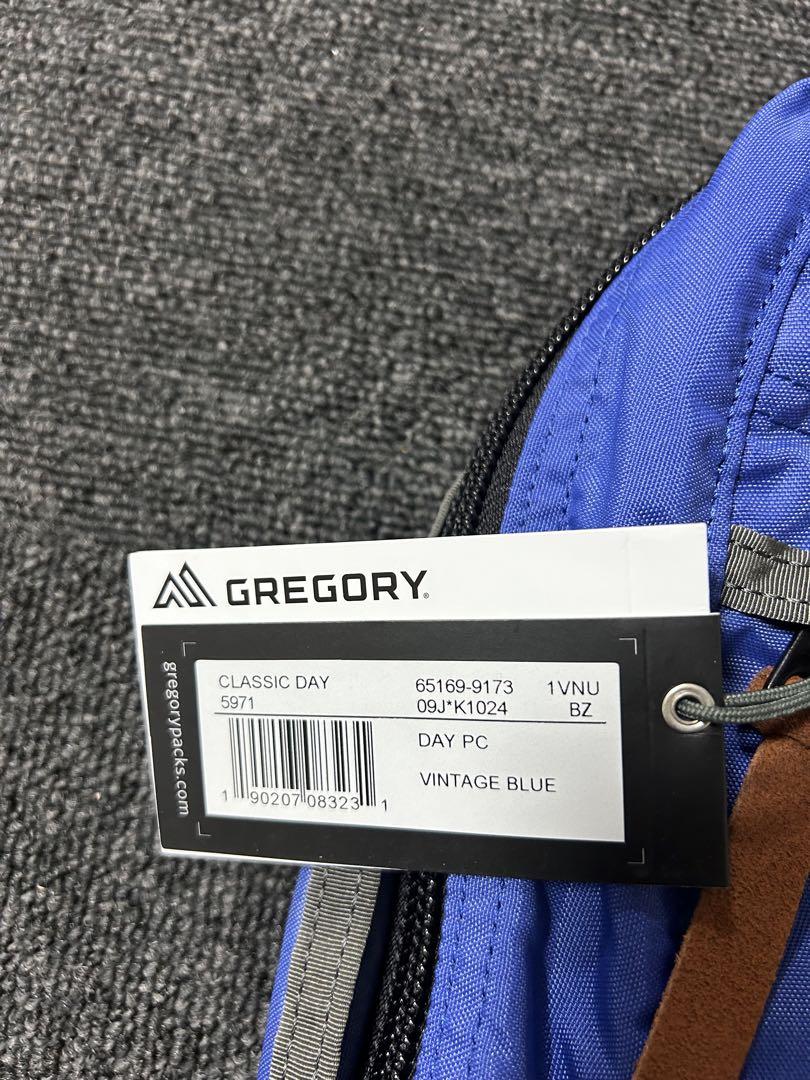 GREGORY®
gregorypacks.com
CLASSIC DAY 65169-9173 1VNU
5971 09J*K1024 BZ
DAY PC
VINTAGE BLUE
1 90207 08323 1